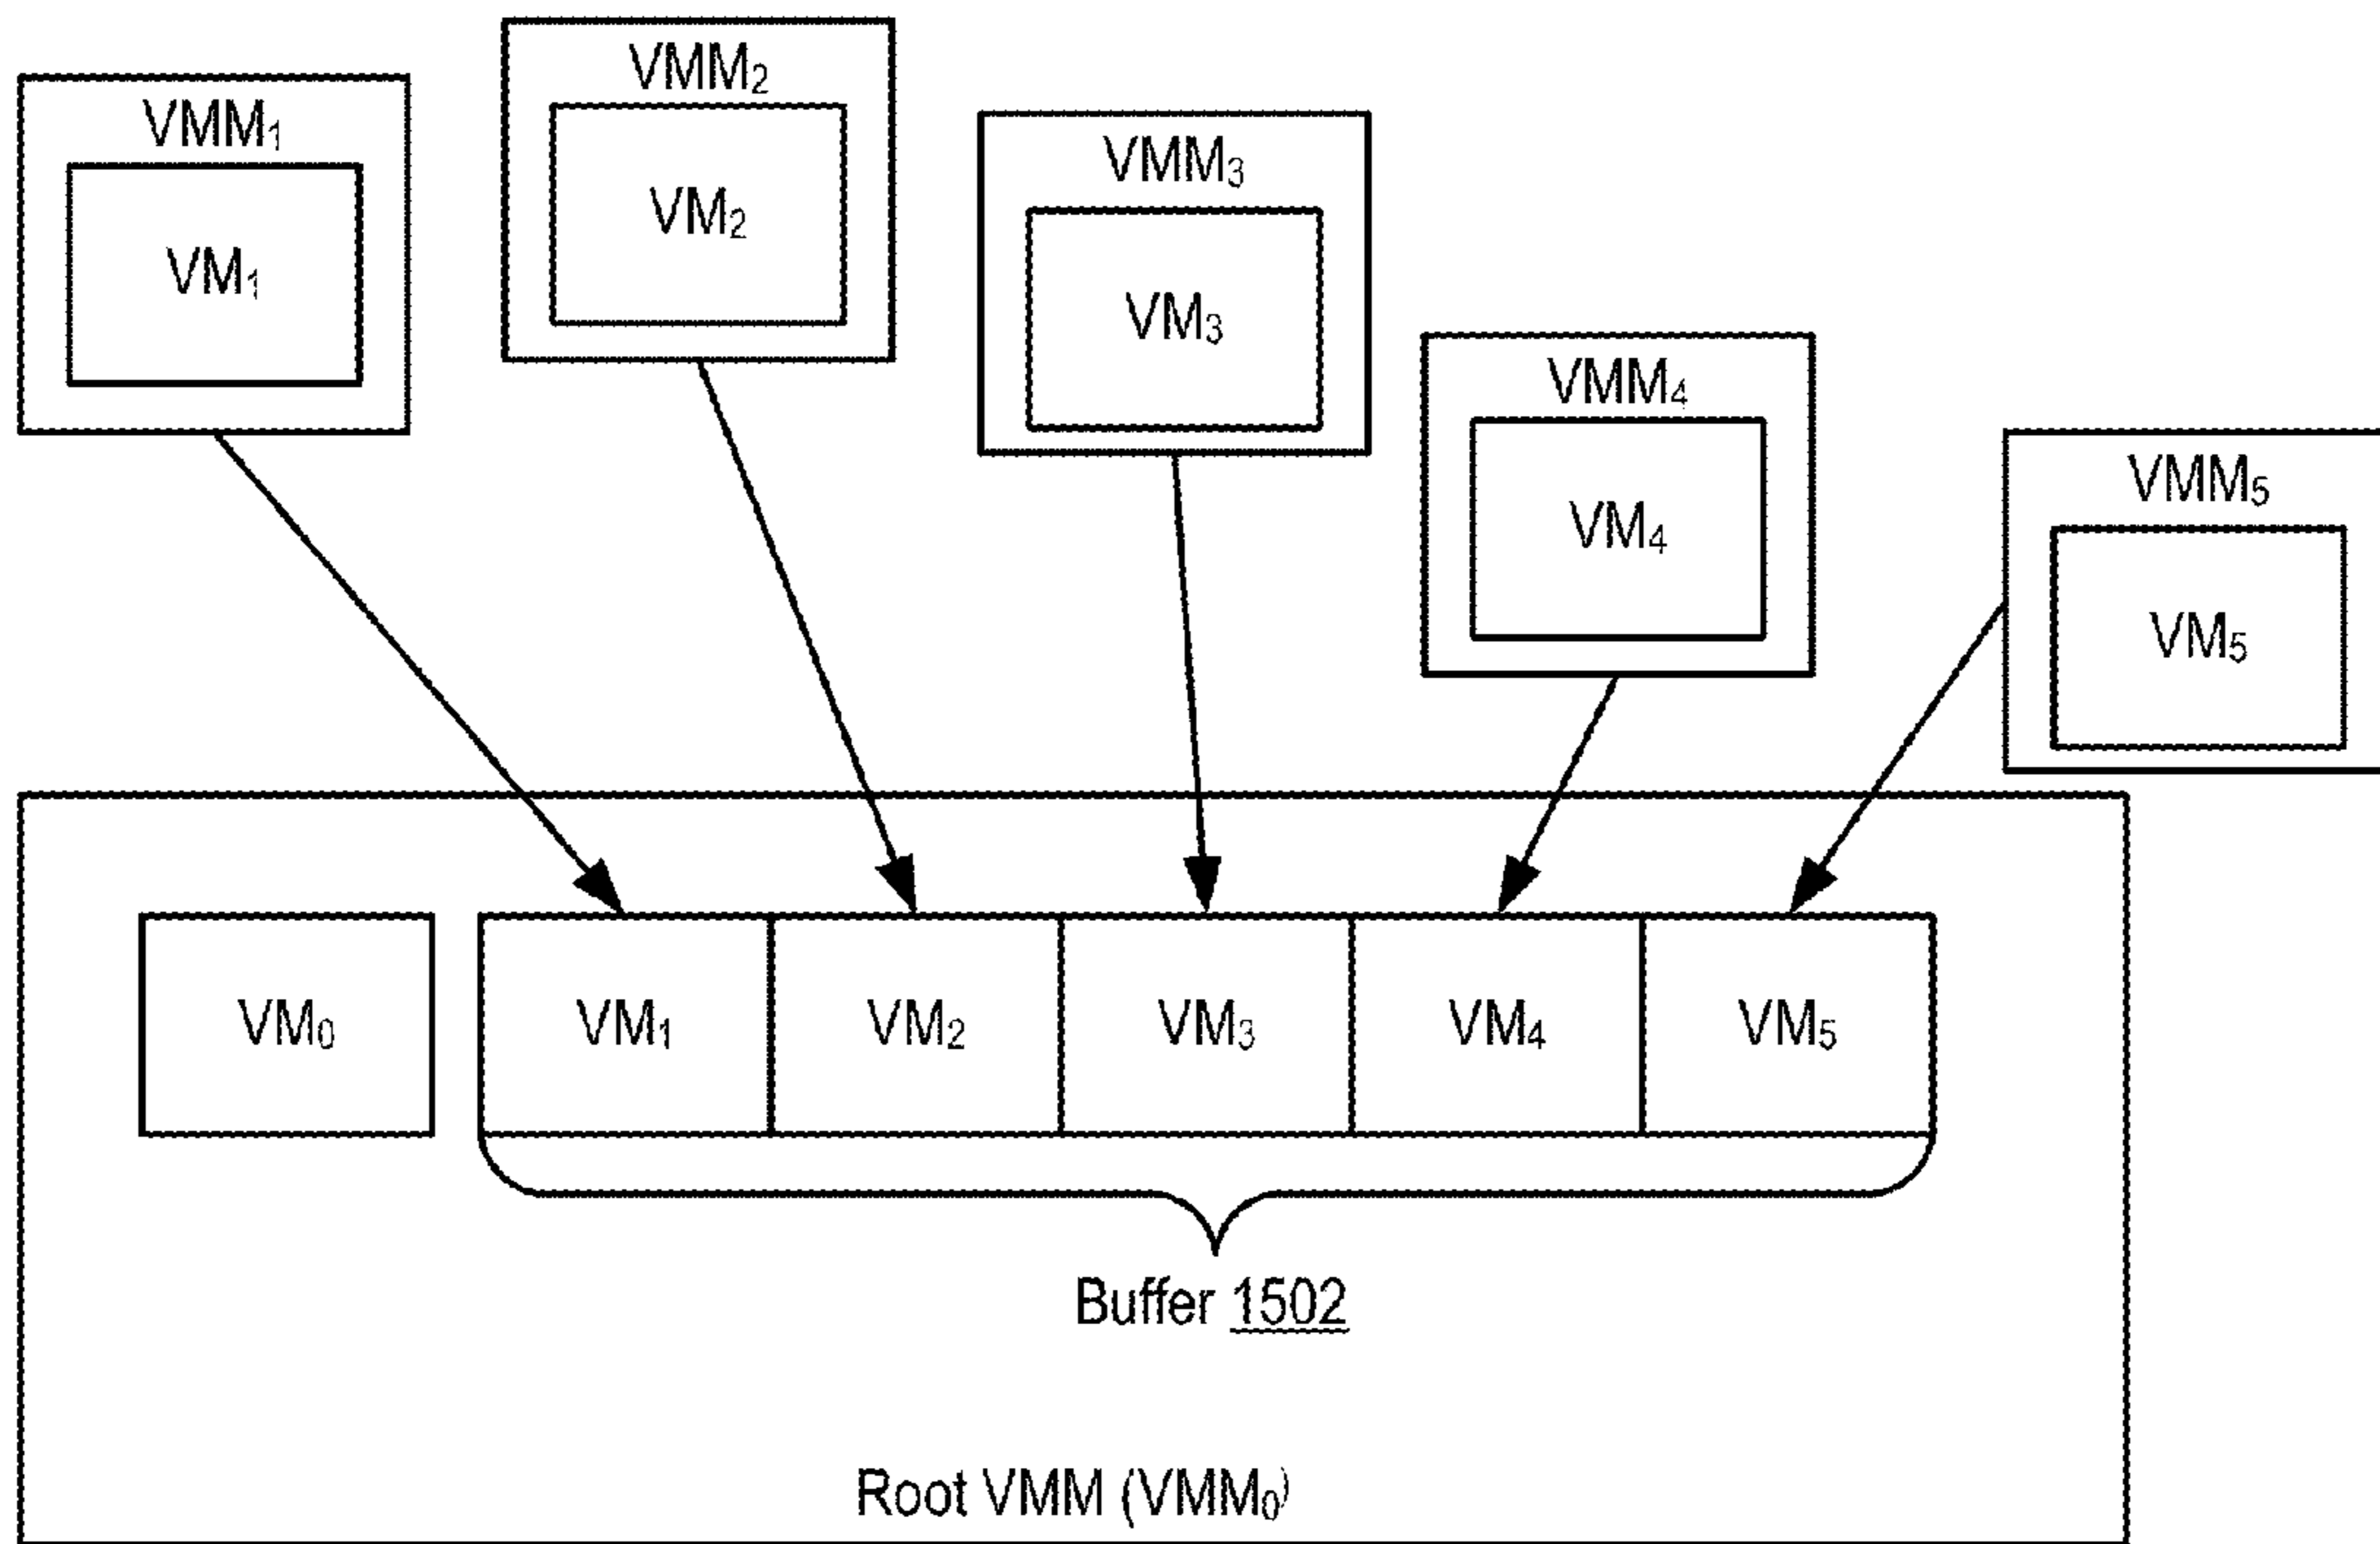 VMM₁
VM₁
VMM₂
VM₂
VMM₃
VM₃
VMM₄
VM₄
VMM₅
VM₅
VM₀ VM₁ VM₂ VM₃ VM₄ VM₅
Buffer 1502
Root VMM (VMM₀)